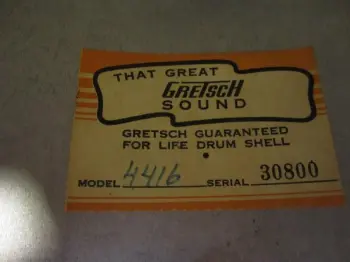 THAT GREAT
GRETSCH
SOUND
GRETSCH GUARANTEED
FOR LIFE DRUM SHELL
MODEL 4416 SERIAL 30800